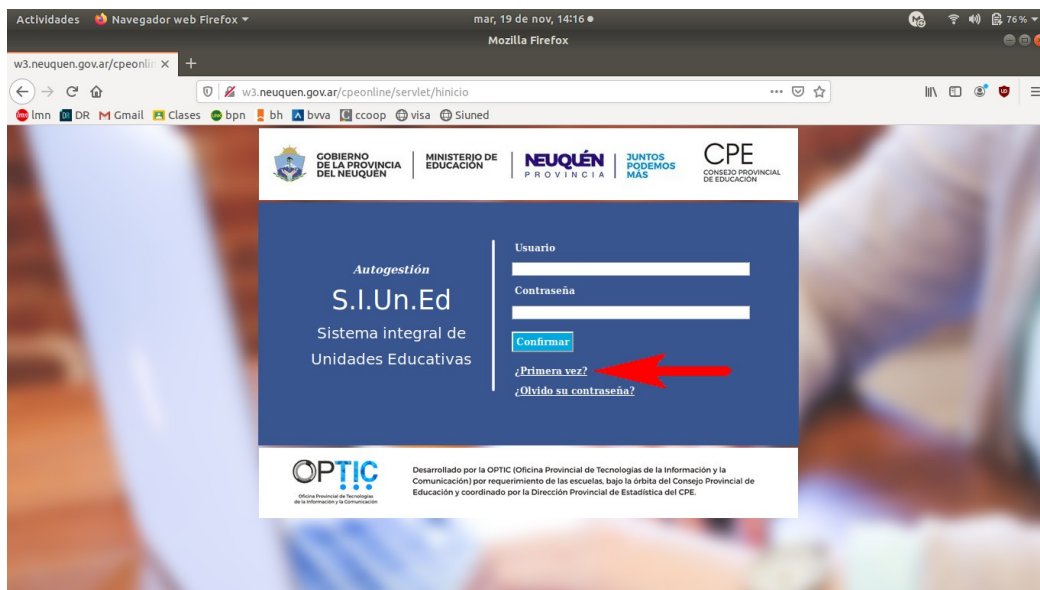 Actividades Navegador web Firefox mar, 19 de nov, 14:16 76 %
Mozilla Firefox
w3.neuquen.gov.ar/cpeonlin
w3.neuquen.gov.ar/cpeonline/servlet/hinicio
lmn DR Gmail Clases bpn bh bvva ccoop visa Siuned
GOBIERNO
DE LA PROVINCIA
DEL NEUQUÉN
MINISTERIO DE
EDUCACIÓN
NEUQUÉN
PROVINCIA
JUNTOS
PODEMOS
MÁS
CPE
CONSEJO PROVINCIAL
DE EDUCACIÓN
Autogestión
S.I.Un.Ed
Sistema integral de
Unidades Educativas
Usuario
Contraseña
Confirmar
¿Primera vez?
¿Olvido su contraseña?
OPTIC
Oficina Provincial de Tecnologías
de la Información y la Comunicación
Desarrollado por la OPTIC (Oficina Provincial de Tecnologías de la Información y la
Comunicación) por requerimiento de las escuelas, bajo la órbita del Consejo Provincial de
Educación y coordinado por la Dirección Provincial de Estadística del CPE.